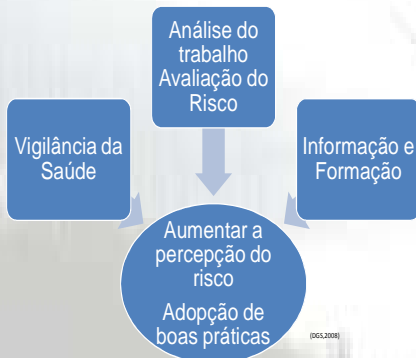 Análise do
trabalho
Avaliação do
Risco
Vigilância da
Saúde
Informação e
Formação
Aumentar a
percepção do
risco
Adopção de
boas práticas
(DGS,2008)